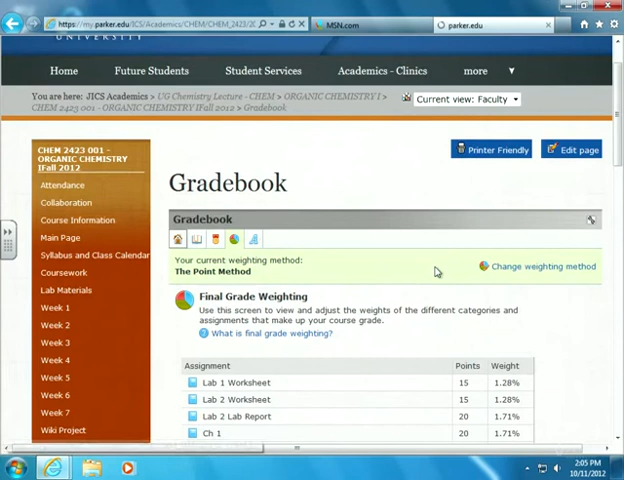 https://my.parker.edu/ICS/Academics/CHEM/CHEM_2423/20
MSN.com
parker.edu
UNIVERSITY
Home
Future Students
Student Services
Academics - Clinics
more
You are here: JICS Academics > UG Chemistry Lecture - CHEM > ORGANIC CHEMISTRY I > CHEM 2423 001 - ORGANIC CHEMISTRY IFall 2012 > Gradebook
Current view: Faculty
CHEM 2423 001 -
ORGANIC CHEMISTRY
IFall 2012
Attendance
Collaboration
Course Information
Main Page
Syllabus and Class Calendar
Coursework
Lab Materials
Week 1
Week 2
Week 3
Week 4
Week 5
Week 6
Week 7
Wiki Project
Printer Friendly
Edit page
Gradebook
Gradebook
Your current weighting method:
The Point Method
Change weighting method
Final Grade Weighting
Use this screen to view and adjust the weights of the different categories and
assignments that make up your course grade.
What is final grade weighting?
Assignment Points Weight
Lab 1 Worksheet 15 1.28%
Lab 2 Worksheet 15 1.28%
Lab 2 Lab Report 20 1.71%
Ch 1 20 1.71%
2:05 PM
10/11/2012